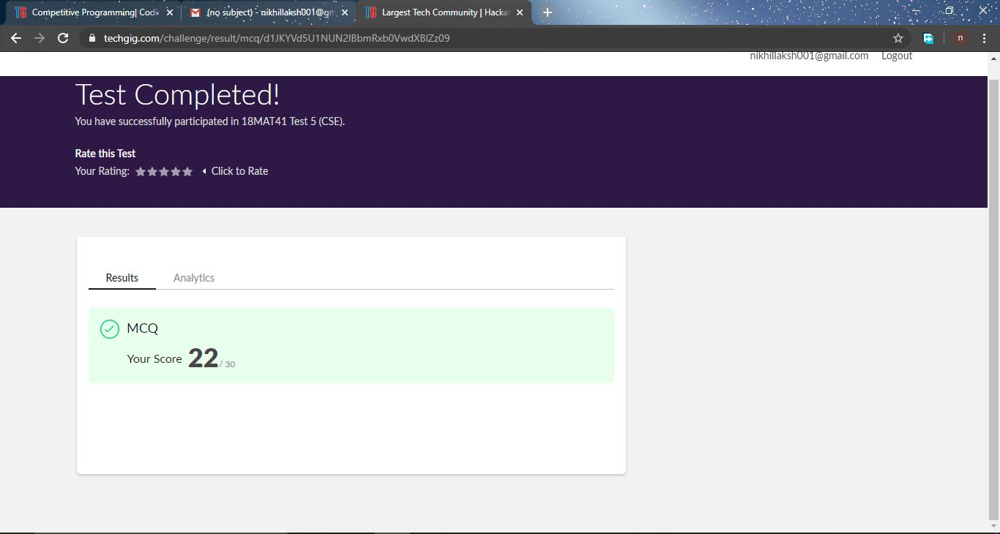 Competitive Programming| Codi
(no subject) - nikhillaksh001@gm
Largest Tech Community | Hacka
techgig.com/challenge/result/mcq/d1JKYVd5U1NUN2lBbmRxb0VwdXBlZz09
n
nikhillaksh001@gmail.com Logout
Test Completed!
You have successfully participated in 18MAT41 Test 5 (CSE).
Rate this Test
Your Rating: Click to Rate
Results Analytics
MCQ
Your Score 22 / 30